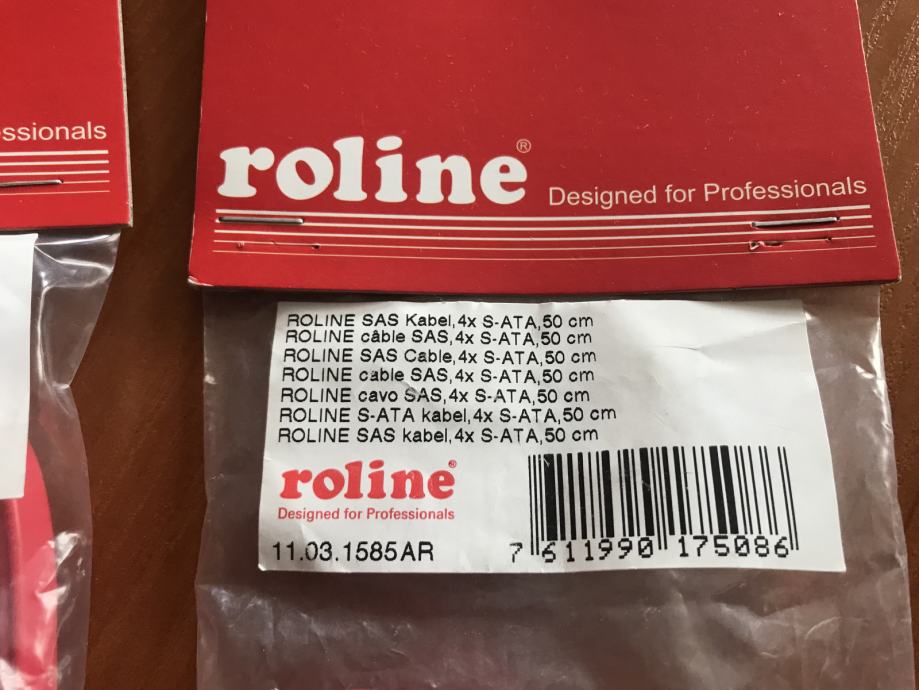 ssionals
roline®
Designed for Professionals
ROLINE SAS Kabel,4x S-ATA,50 cm
ROLINE câble SAS,4x S-ATA,50 cm
ROLINE SAS Cable,4x S-ATA,50 cm
ROLINE cable SAS,4x S-ATA,50 cm
ROLINE cavo SAS,4x S-ATA,50 cm
ROLINE S-ATA kabel,4x S-ATA,50 cm
ROLINE SAS kabel,4x S-ATA,50 cm
roline®
Designed for Professionals
11.03.1585AR
7 611990 175086